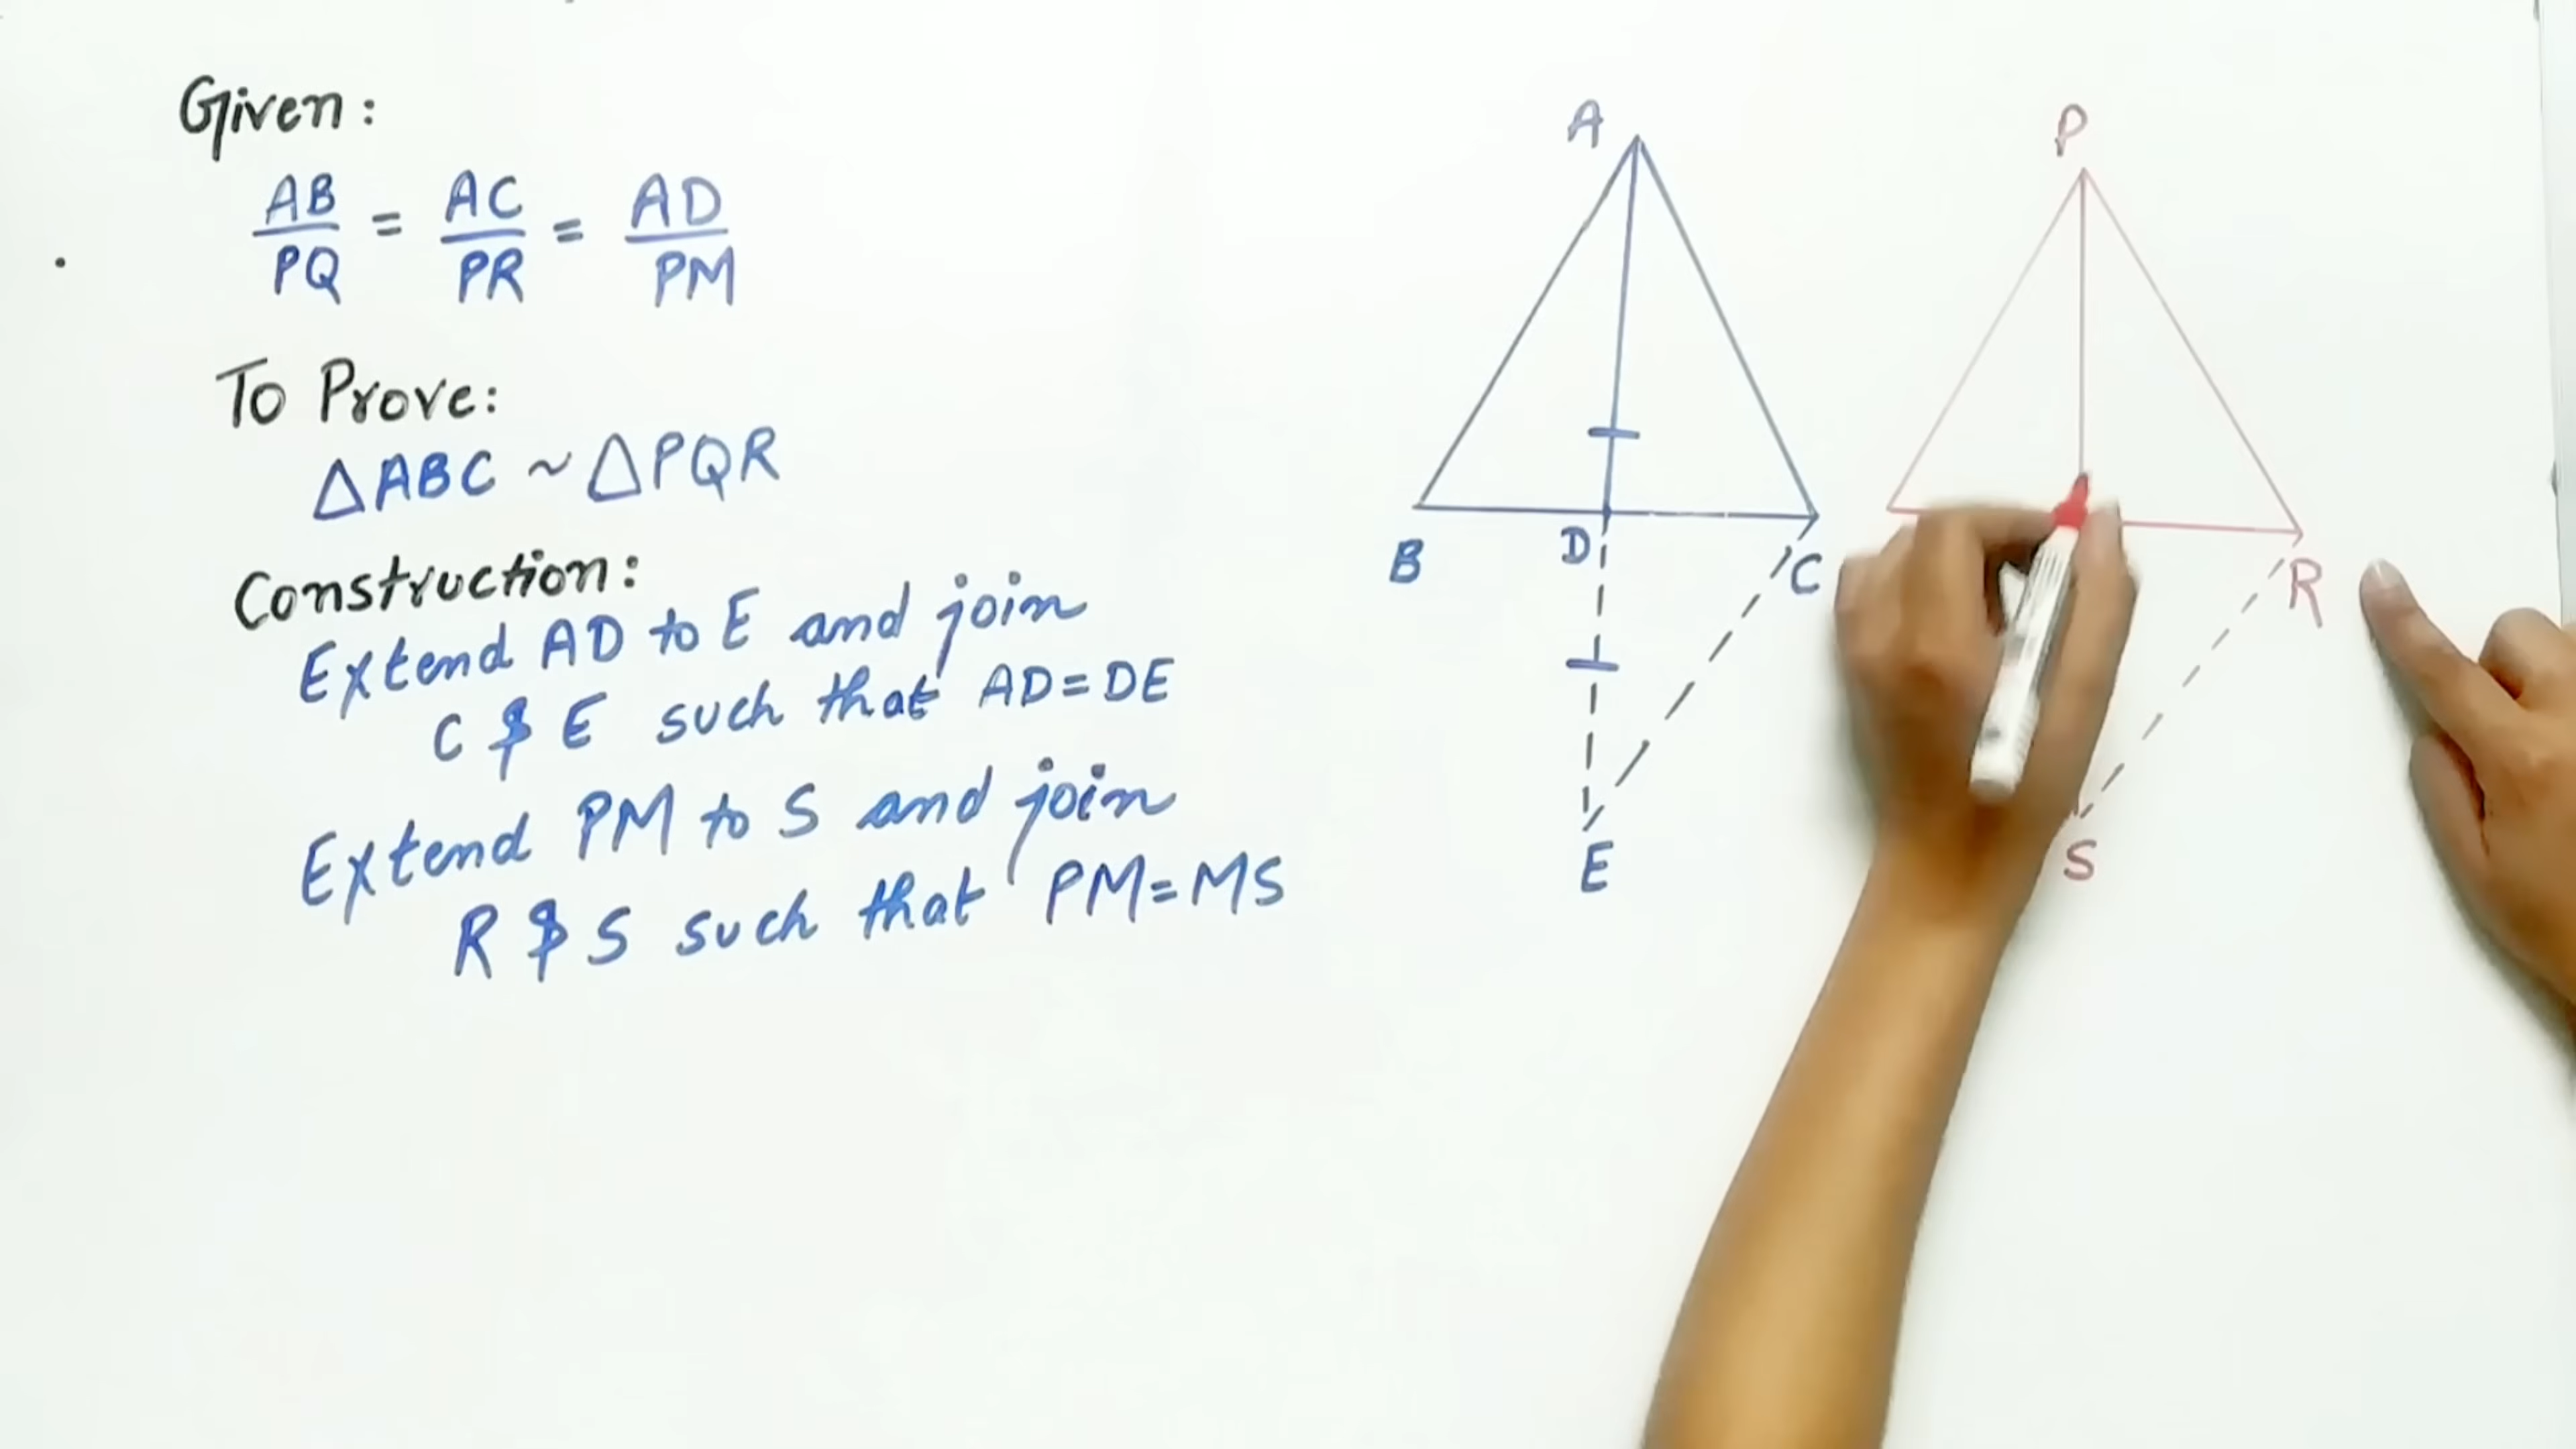 Given:
AB/PQ = AC/PR = AD/PM
To Prove:
△ABC ~ △PQR
Construction:
Extend AD to E and join
C & E such that AD=DE
Extend PM to S and join
R & S such that PM=MS
A
B
D
C
E
P
R
S